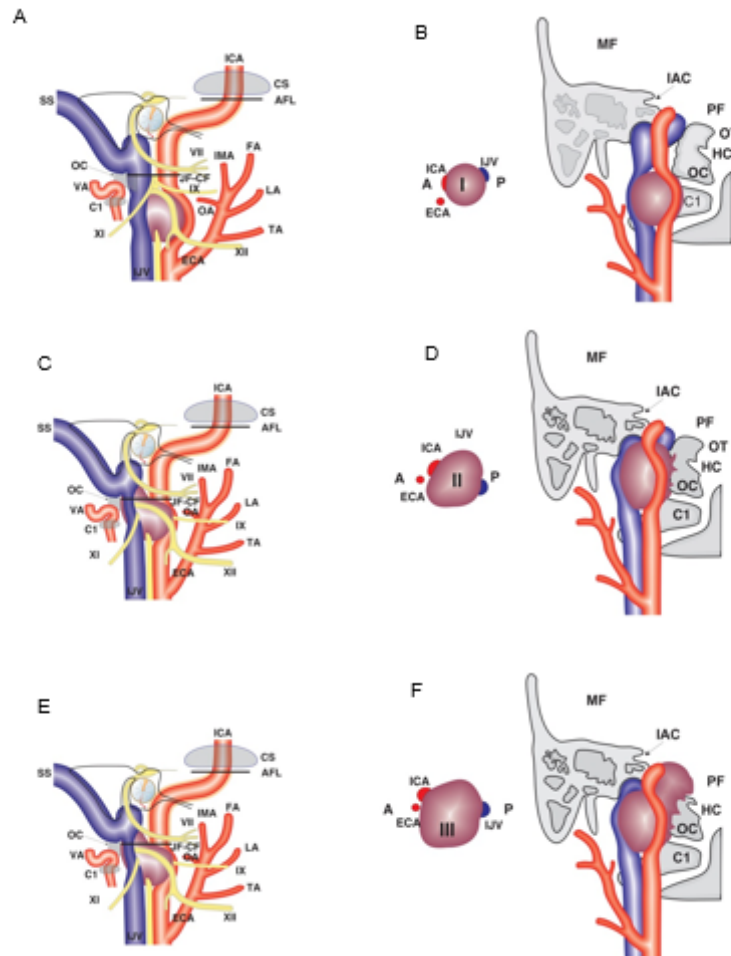 A
ICA
CS
AFL
SS
FA
VII
IMA
OC
JF-CF
VA
IX
LA
C1
OA
XI
TA
ECA
XII
IJV
B
MF
IAC
PF
OT
HC
OC
C1
ICA
IJV
A
I
P
ECA
C
ICA
CS
SS
AFL
FA
VII
IMA
OC
JF-CF
OA
LA
VA
C1
IX
XI
TA
ECA
XII
IJV
D
MF
IAC
PF
OT
HC
OC
C1
IJV
ICA
A
II
P
ECA
E
ICA
CS
SS
AFL
FA
VII
IMA
OC
JF-CF
OA
LA
VA
C1
IX
XI
TA
ECA
XII
IJV
F
MF
IAC
PF
HC
OC
C1
ICA
A
P
ECA
IJV
III